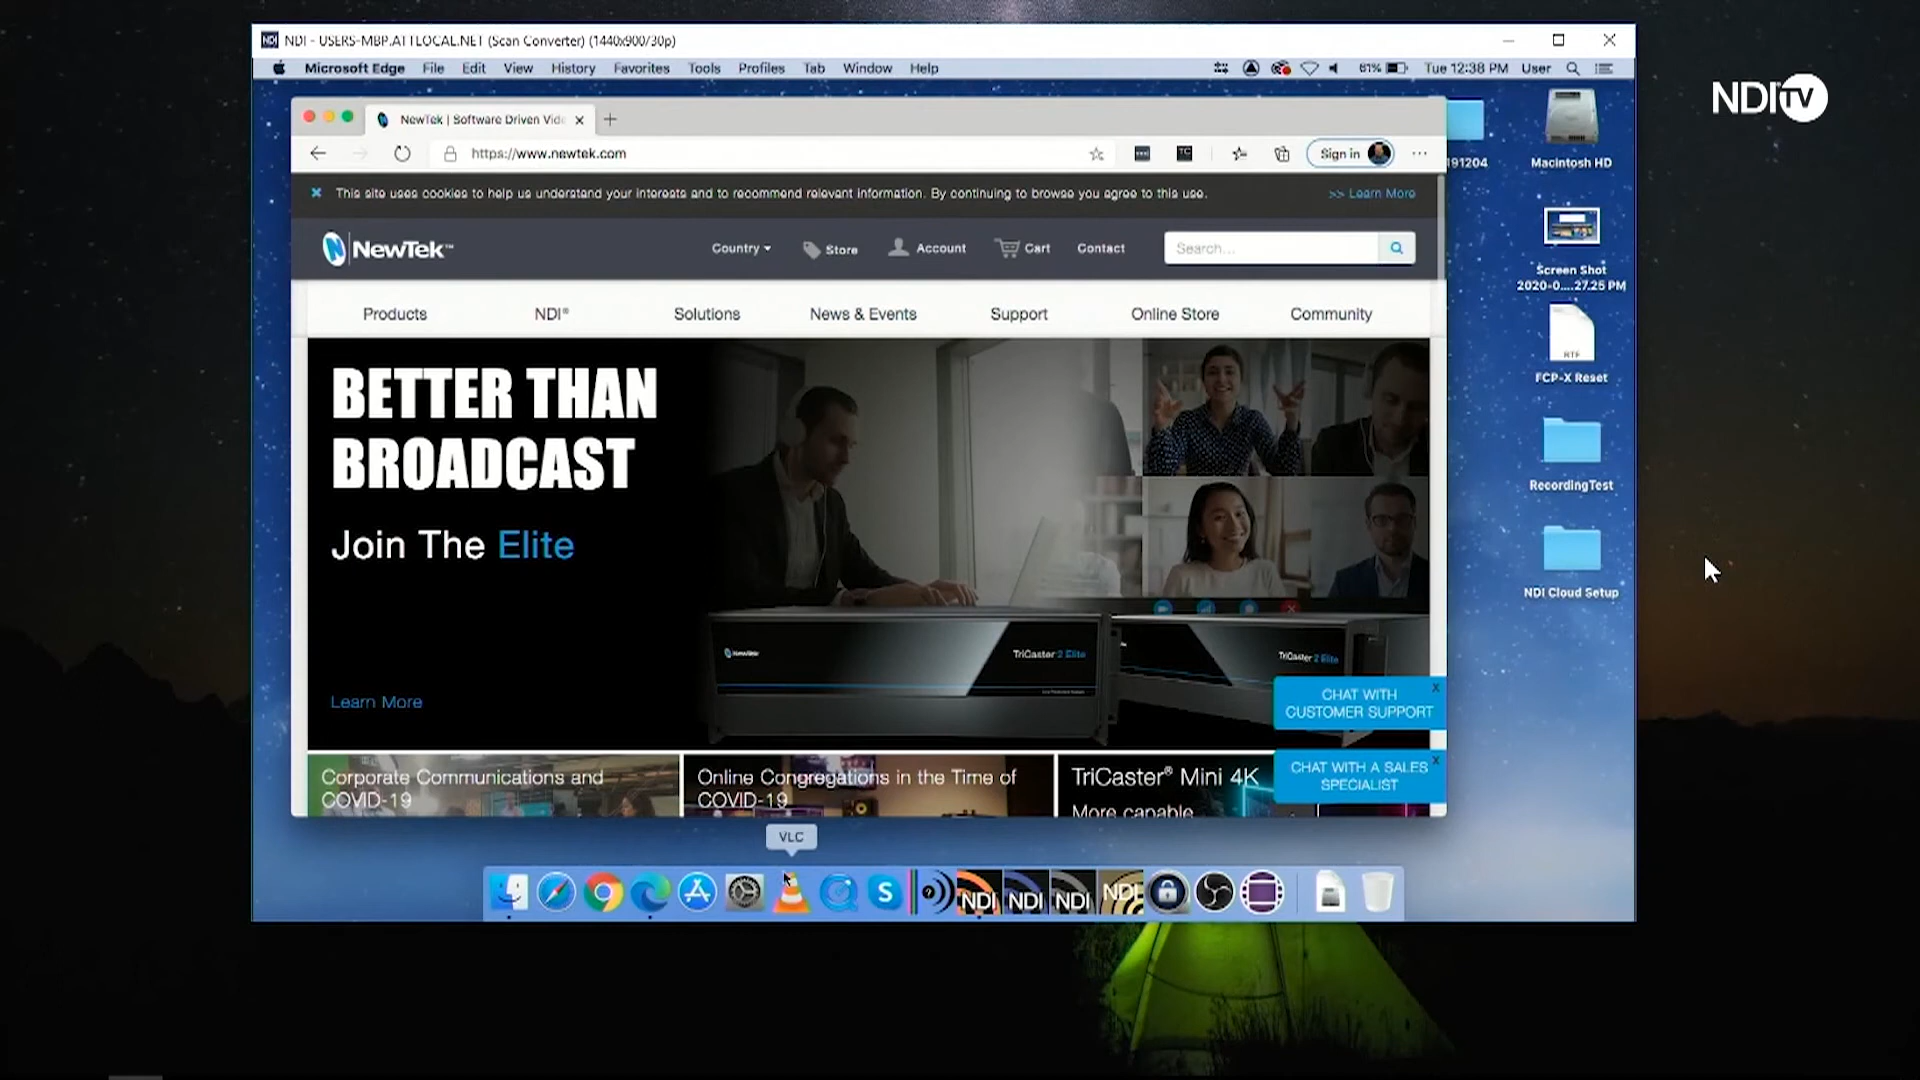 NDI - USERS-MBP.ATTLOCAL.NET (Scan Converter) (1440x900/30p)
Microsoft Edge File Edit View History Favorites Tools Profiles Tab Window Help
61% Tue 12:38 PM User
NDI TV
NewTek | Software Driven Vide
https://www.newtek.com
TC
Sign in
191204
Macintosh HD
This site uses cookies to help us understand your interests and to recommend relevant information. By continuing to browse you agree to this use.
>> Learn More
NewTek™
Country
Store
Account
Cart
Contact
Search...
Screen Shot
2020-0....27.25 PM
Products
NDI®
Solutions
News & Events
Support
Online Store
Community
RTF
FCP-X Reset
BETTER THAN
BROADCAST
Join The Elite
RecordingTest
NDI Cloud Setup
NewTek
TriCaster 2 Elite
TriCaster 2 Elite
Learn More
CHAT WITH
CUSTOMER SUPPORT
X
CHAT WITH A SALES
SPECIALIST
X
Corporate Communications and
COVID-19
Online Congregations in the Time of
COVID-19
TriCaster® Mini 4K
More capable
VLC
S
NDI
NDI
NDI
NDI